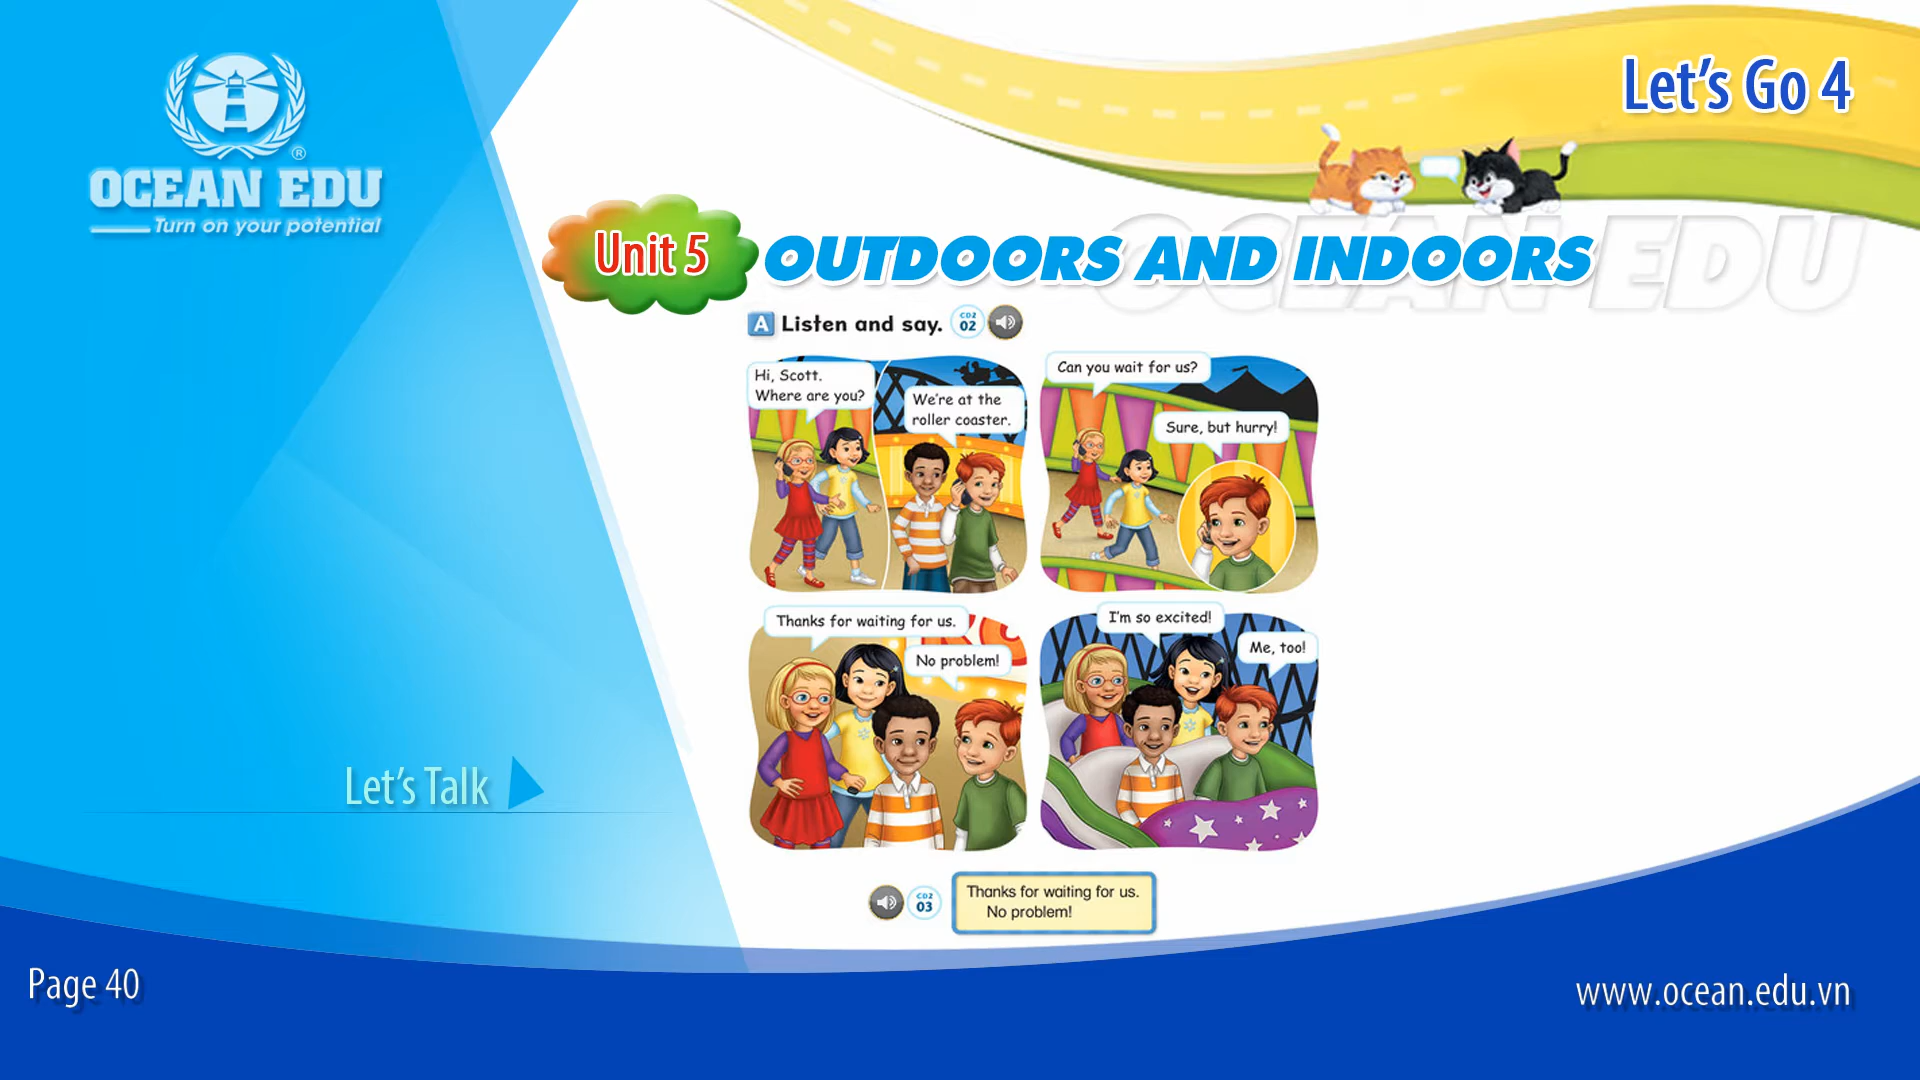 OCEAN EDU
®
Turn on your potential
Let's Go 4
OCEAN EDU
Unit 5
OUTDOORS AND INDOORS
A Listen and say. CD2 02
Hi, Scott.
Where are you?
We're at the
roller coaster.
Can you wait for us?
Sure, but hurry!
Thanks for waiting for us.
No problem!
I'm so excited!
Me, too!
Let's Talk
CD2 03
Thanks for waiting for us.
No problem!
Page 40
www.ocean.edu.vn